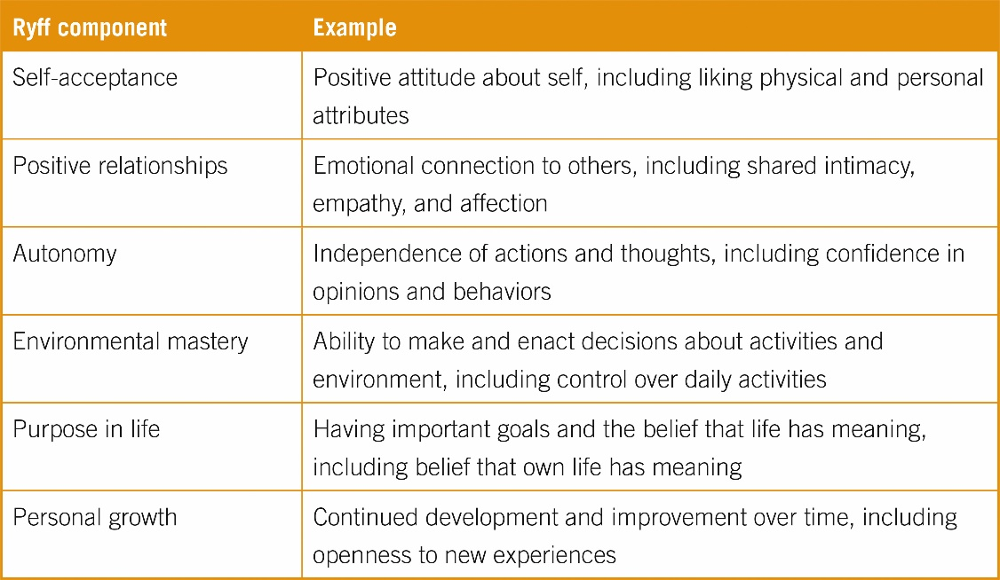 Ryff component Example
Self-acceptance Positive attitude about self, including liking physical and personal
attributes
Positive relationships Emotional connection to others, including shared intimacy,
empathy, and affection
Autonomy Independence of actions and thoughts, including confidence in
opinions and behaviors
Environmental mastery Ability to make and enact decisions about activities and
environment, including control over daily activities
Purpose in life Having important goals and the belief that life has meaning,
including belief that own life has meaning
Personal growth Continued development and improvement over time, including
openness to new experiences